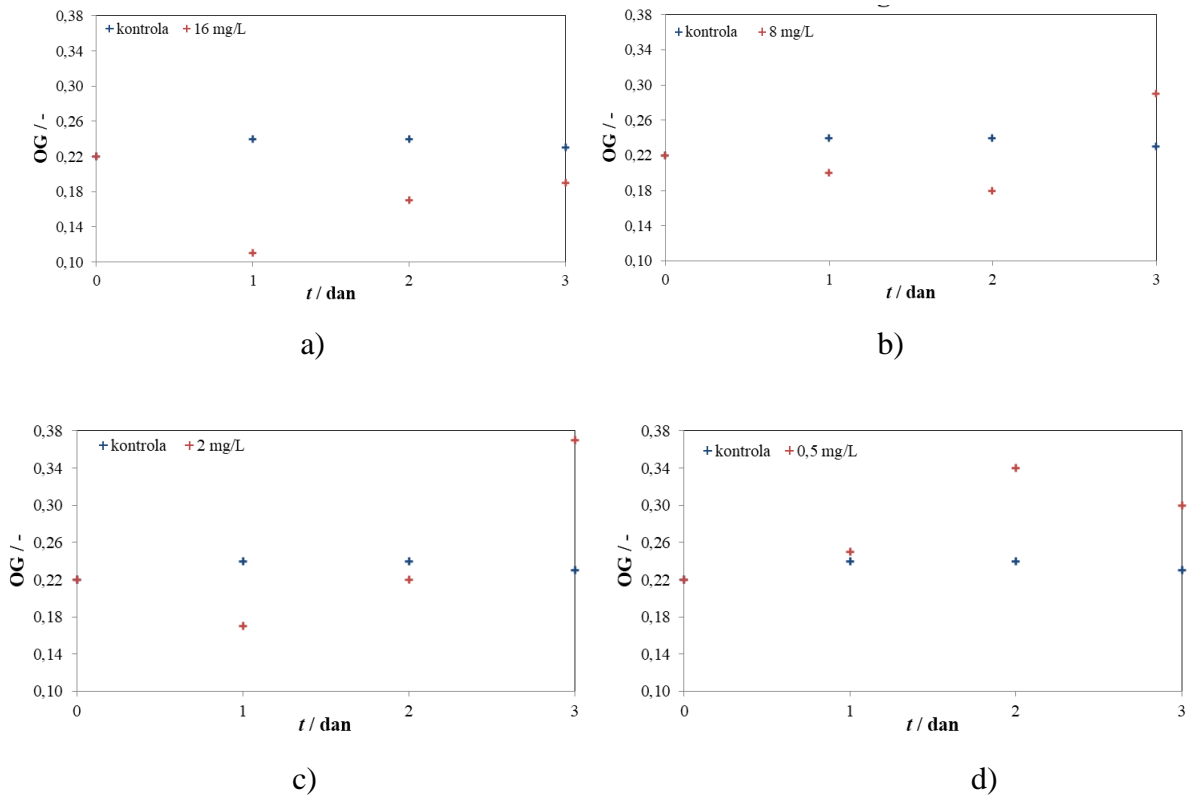 kontrola 16 mg/L
0,38
0,34
0,30
0,26
0,22
0,18
0,14
0,10
OG / -
0 1 2 3
t / dan
a)
kontrola 8 mg/L
0,38
0,34
0,30
0,26
0,22
0,18
0,14
0,10
OG / -
0 1 2 3
t / dan
b)
kontrola 2 mg/L
0,38
0,34
0,30
0,26
0,22
0,18
0,14
0,10
OG / -
0 1 2 3
t / dan
c)
kontrola 0,5 mg/L
0,38
0,34
0,30
0,26
0,22
0,18
0,14
0,10
OG / -
0 1 2 3
t / dan
d)